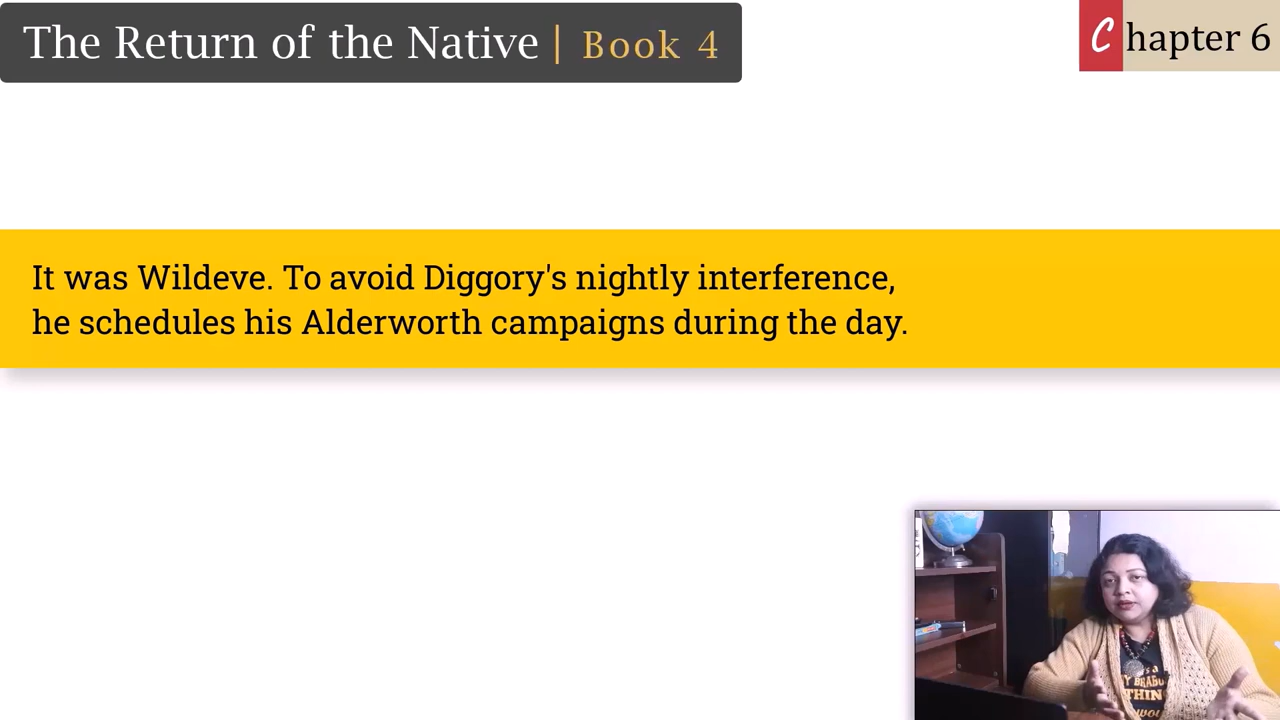 The Return of the Native | Book 4
Chapter 6
It was Wildeve. To avoid Diggory's nightly interference,
he schedules his Alderworth campaigns during the day.
THIN